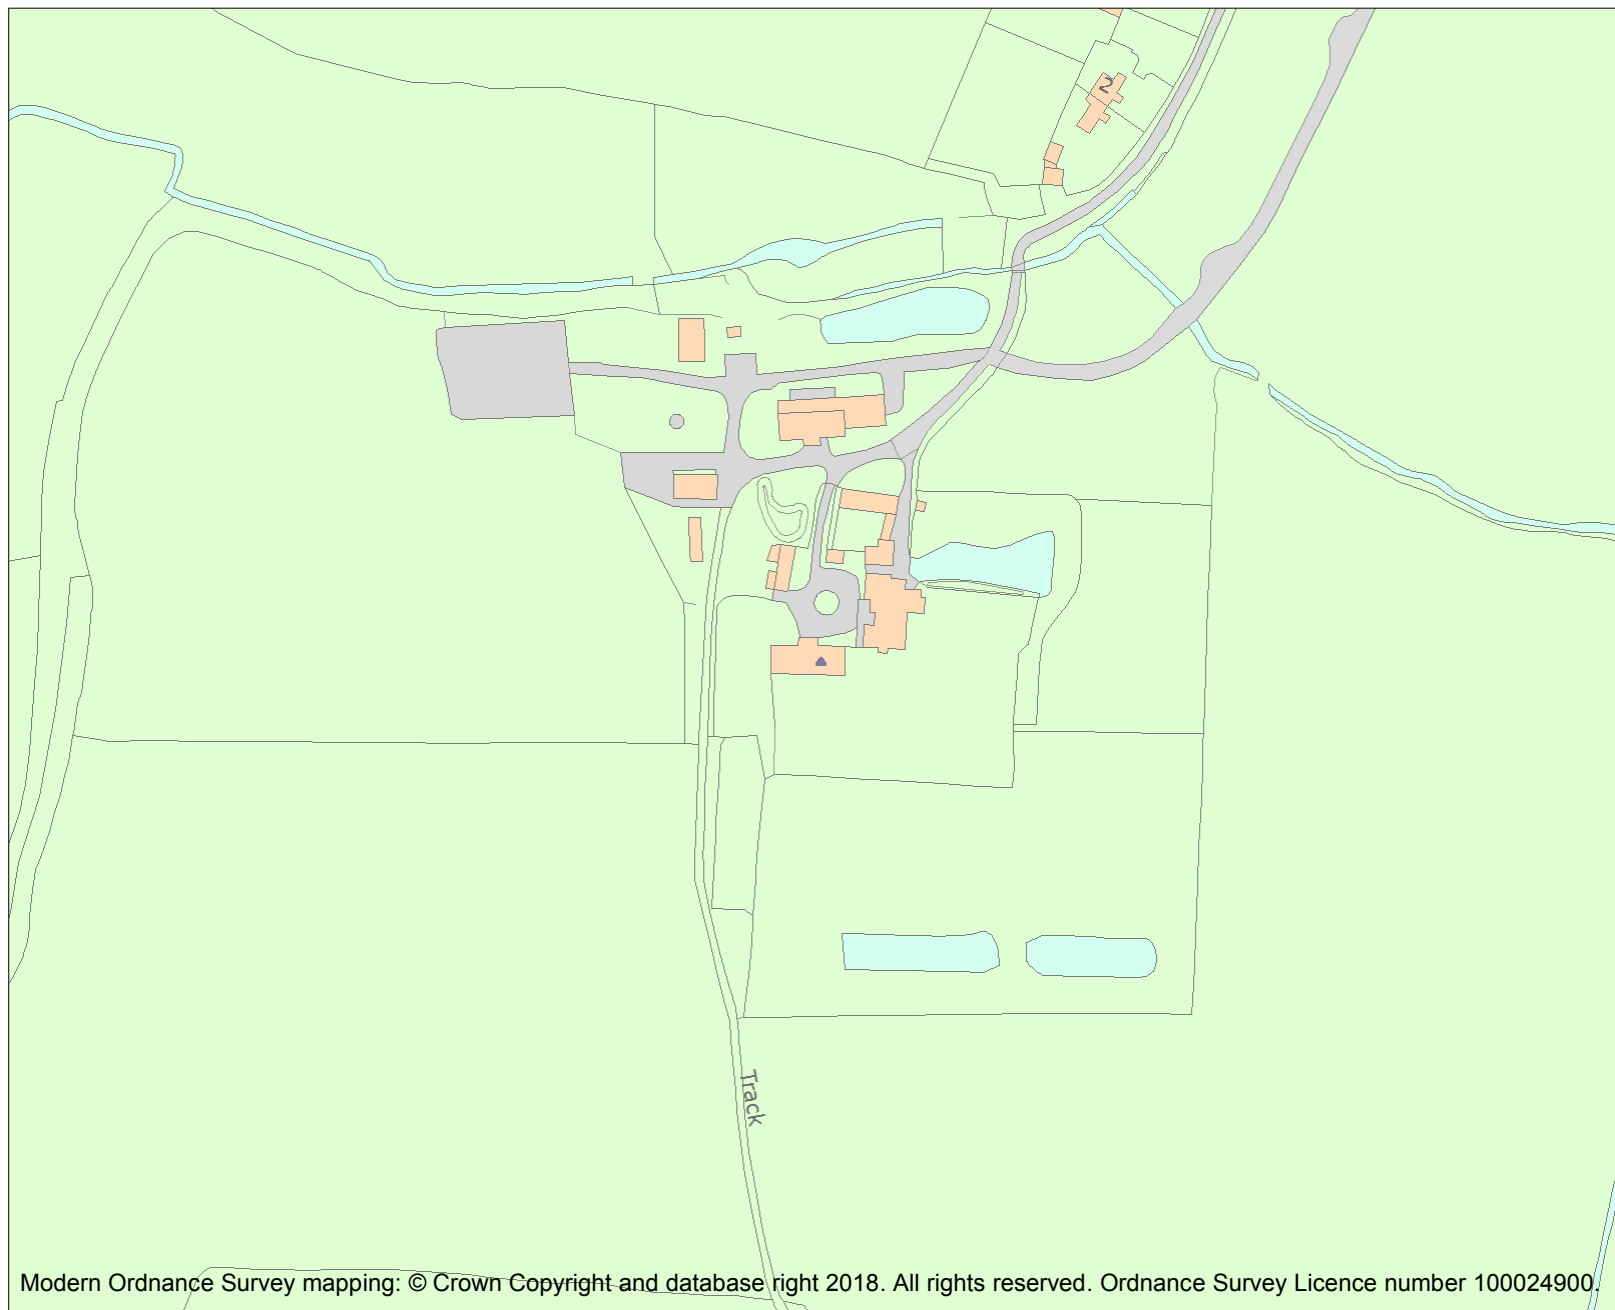 2
Track
Modern Ordnance Survey mapping: © Crown Copyright and database right 2018. All rights reserved. Ordnance Survey Licence number 100024900.